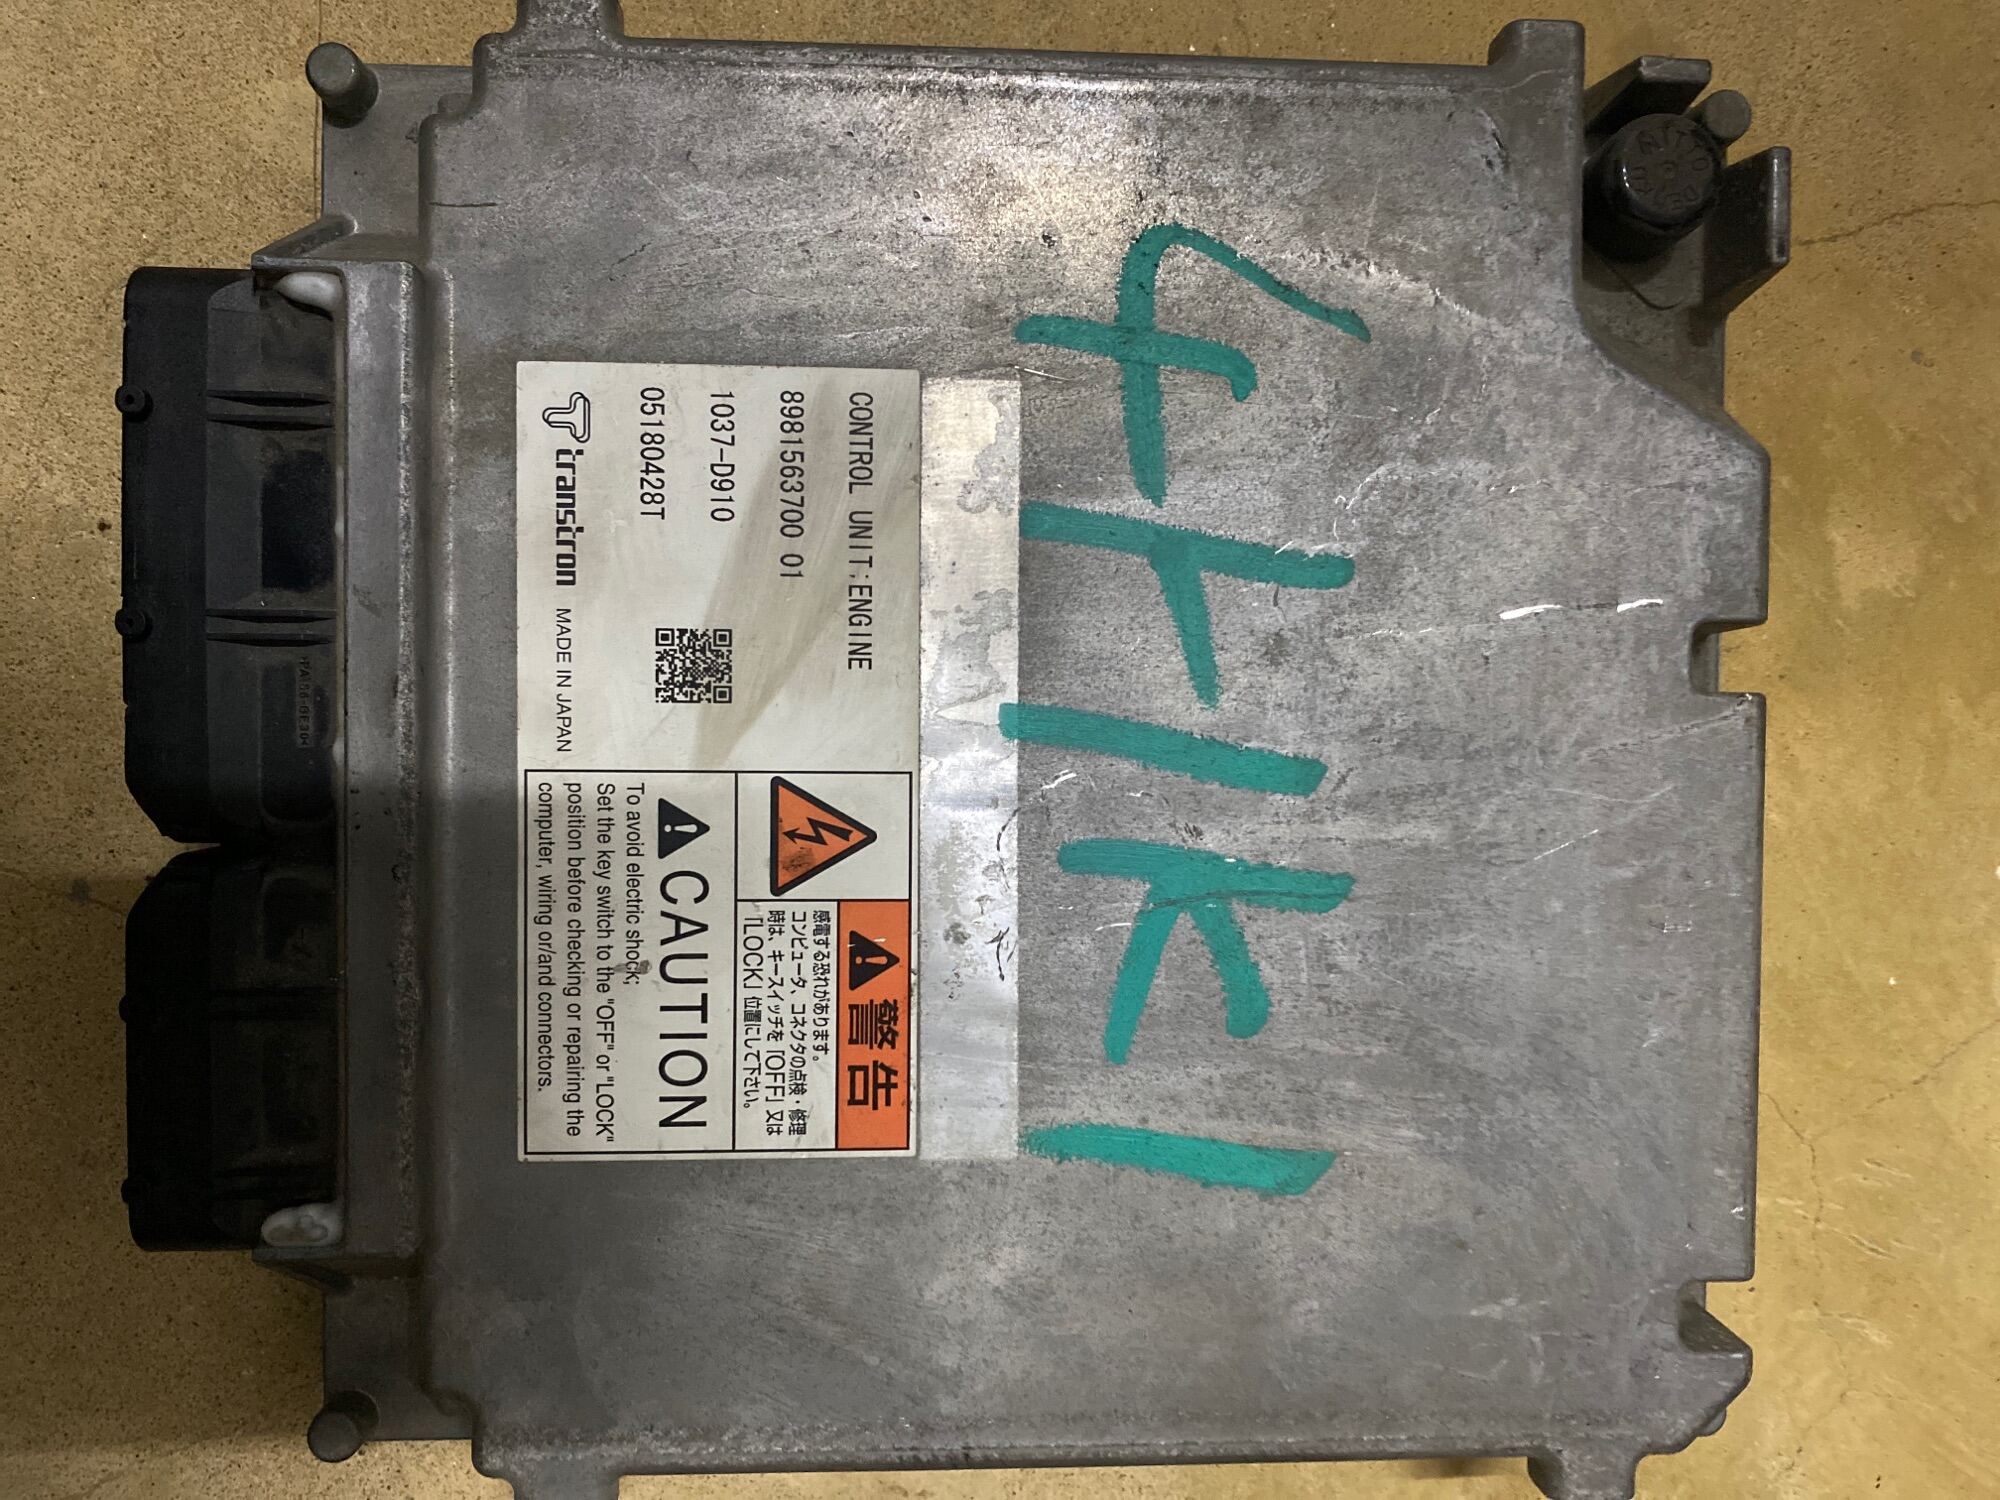 4HK1
CONTROL UNIT;ENGINE
8981563700 01
1037-D910
05180428T
transtron MADE IN JAPAN
警告
感電する恐れがあります。
コンピュータ、コネクタの点検・修理
時は、キースイッチを「OFF」又は
「LOCK」位置にして下さい。
CAUTION
To avoid electric shock;
Set the key switch to the "OFF" or "LOCK"
position before checking or repairing the
computer, wiring or/and connectors.
NITTO